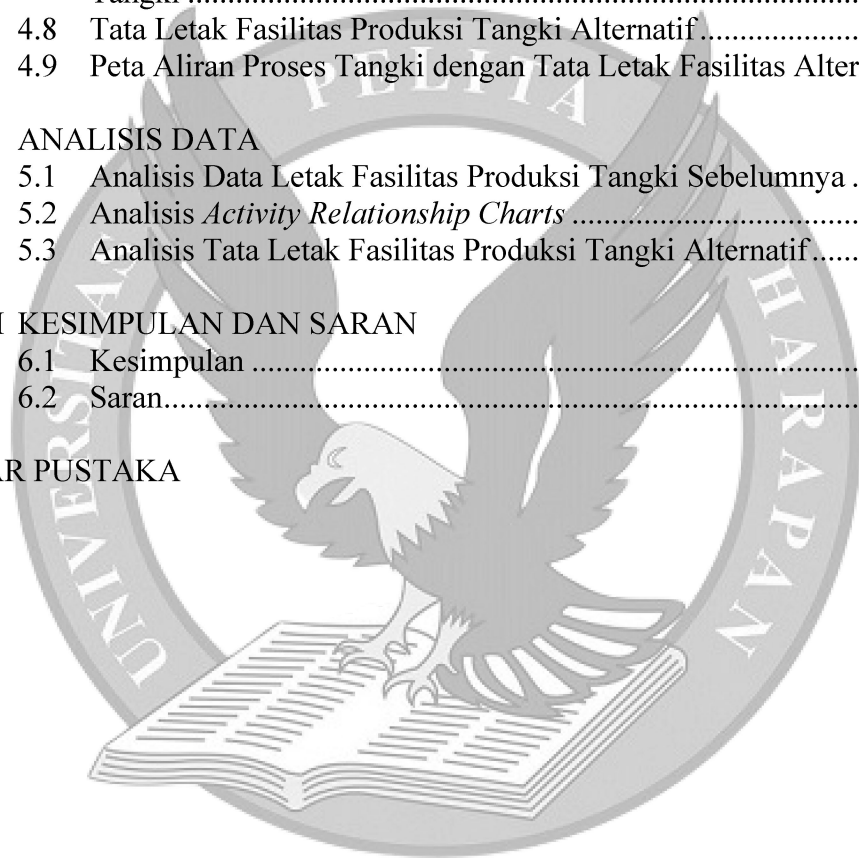 Tangki ........................................................
4.8 Tata Letak Fasilitas Produksi Tangki Alternatif....................
4.9 Peta Aliran Proses Tangki dengan Tata Letak Fasilitas Alter
ANALISIS DATA
5.1 Analisis Data Letak Fasilitas Produksi Tangki Sebelumnya .
5.2 Analisis Activity Relationship Charts ....................................
5.3 Analisis Tata Letak Fasilitas Produksi Tangki Alternatif......
I KESIMPULAN DAN SARAN
6.1 Kesimpulan ............................................................................
6.2 Saran.......................................................................................
AR PUSTAKA
UNIVERSITAS PELITA HARAPAN